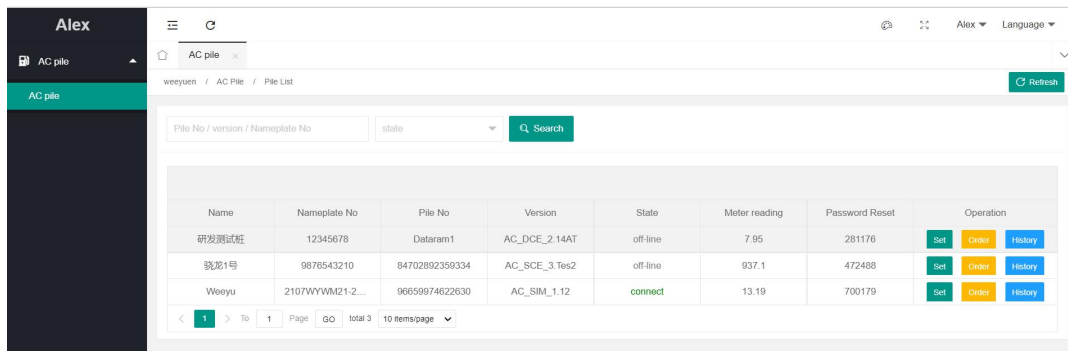 Alex
Alex
Language
AC pile
AC pile
AC pile
weeyuen / AC Pile / Pile List
Refresh
Pile No / version / Nameplate No
state
Search
Name Nameplate No Pile No Version State Meter reading Password Reset Operation
研发测试桩 12345678 Dataram1 AC_DCE_2.14AT off-line 7.95 281176 Set Order History
骁龙1号 9876543210 84702892359334 AC_SCE_3.Tes2 off-line 937.1 472488 Set Order History
Weeyu 2107WYWM21-2... 96659974622630 AC_SIM_1.12 connect 13.19 700179 Set Order History
< 1 > To 1 Page GO total 3 10 items/page